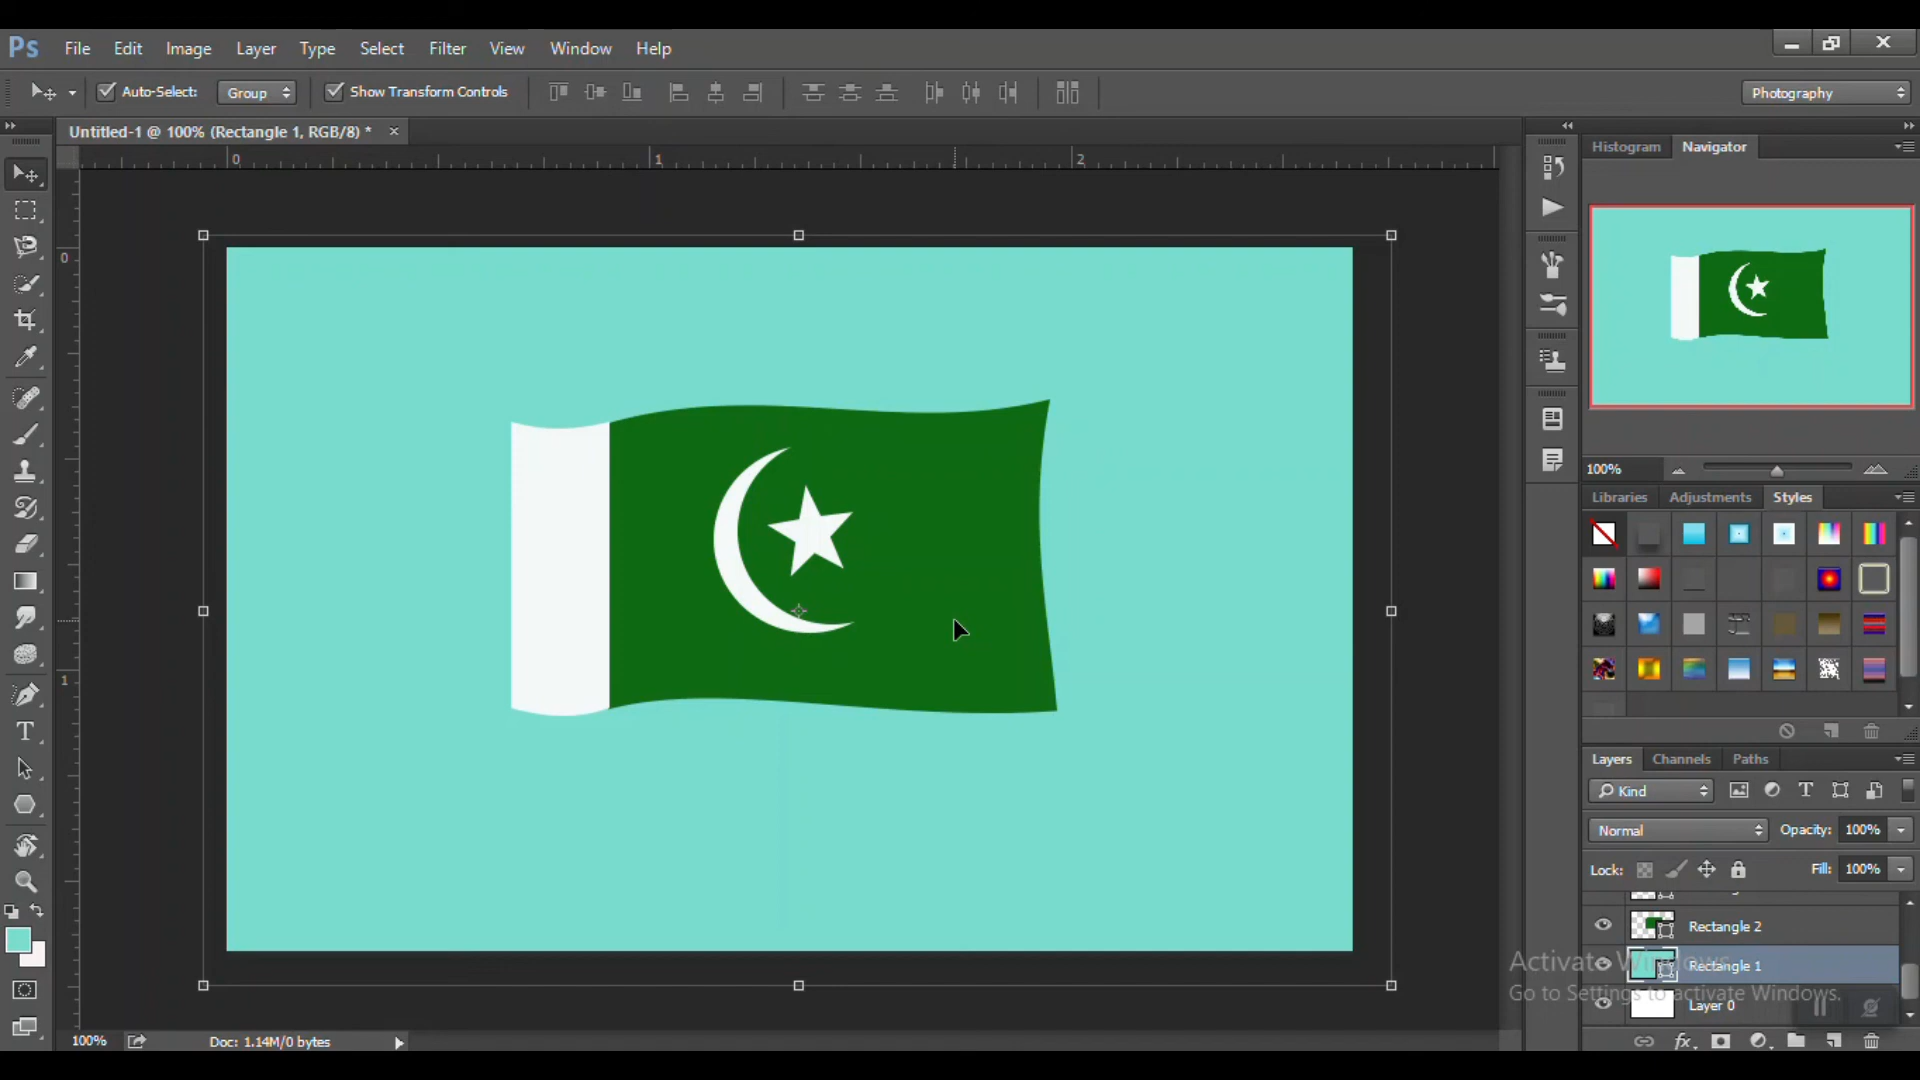 Ps File Edit Image Layer Type Select Filter View Window Help
Auto-Select: Group Show Transform Controls Photography
Untitled-1 @ 100% (Rectangle 1, RGB/8) * ×
0 1 2
0
1
Histogram Navigator
100%
Libraries Adjustments Styles
Layers Channels Paths
Kind T
Normal Opacity: 100%
Lock: Fill: 100%
Rectangle 2
Rectangle 1
Layer 0
fx
T
Activate Windows
Go to Settings to activate Windows.
100% Doc: 1.14M/0 bytes